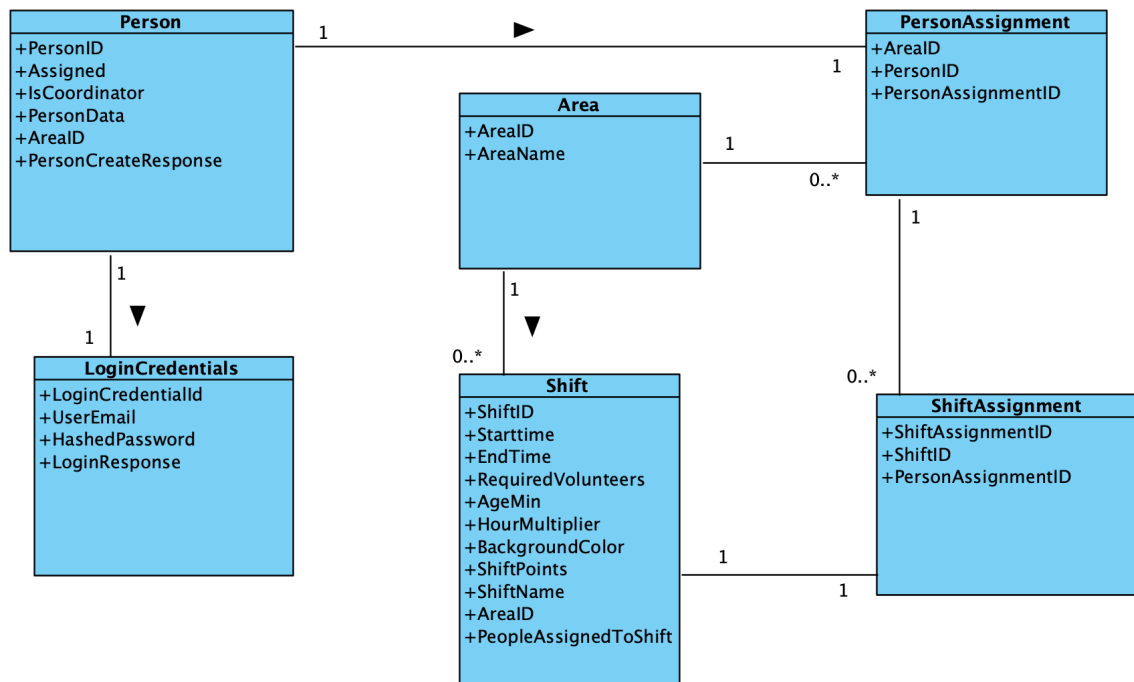 Person
+PersonID
+Assigned
+IsCoordinator
+PersonData
+AreaID
+PersonCreateResponse
1
1
PersonAssignment
+AreaID
+PersonID
+PersonAssignmentID
Area
+AreaID
+AreaName
1
0..*
1
1
LoginCredentials
+LoginCredentialId
+UserEmail
+HashedPassword
+LoginResponse
1
0..*
Shift
+ShiftID
+Starttime
+EndTime
+RequiredVolunteers
+AgeMin
+HourMultiplier
+BackgroundColor
+ShiftPoints
+ShiftName
+AreaID
+PeopleAssignedToShift
1
0..*
ShiftAssignment
+ShiftAssignmentID
+ShiftID
+PersonAssignmentID
1
1